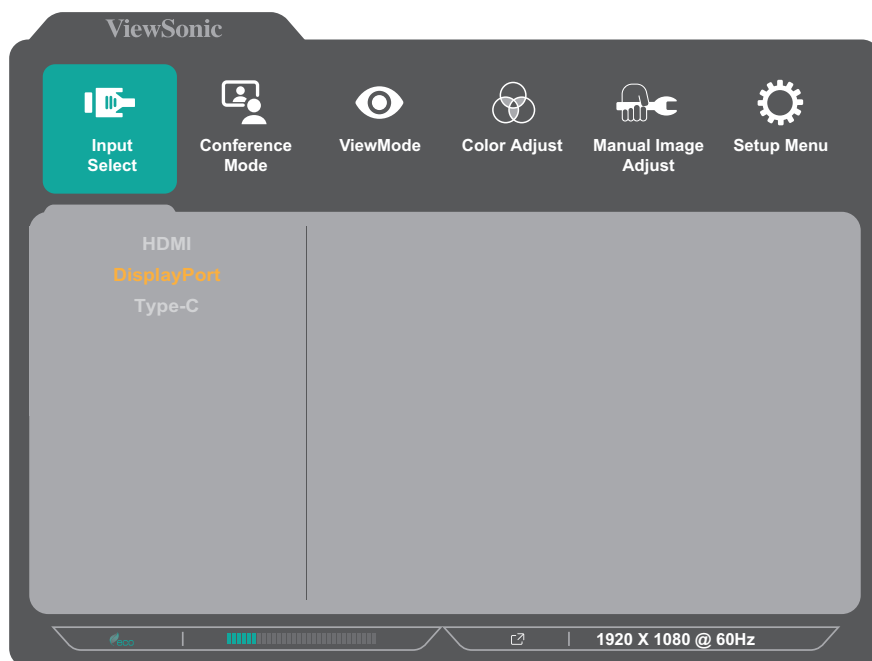 ViewSonic
Input
Select
Conference
Mode
ViewMode
Color Adjust
Manual Image
Adjust
Setup Menu
HDMI
DisplayPort
Type-C
eco
1920 X 1080 @ 60Hz